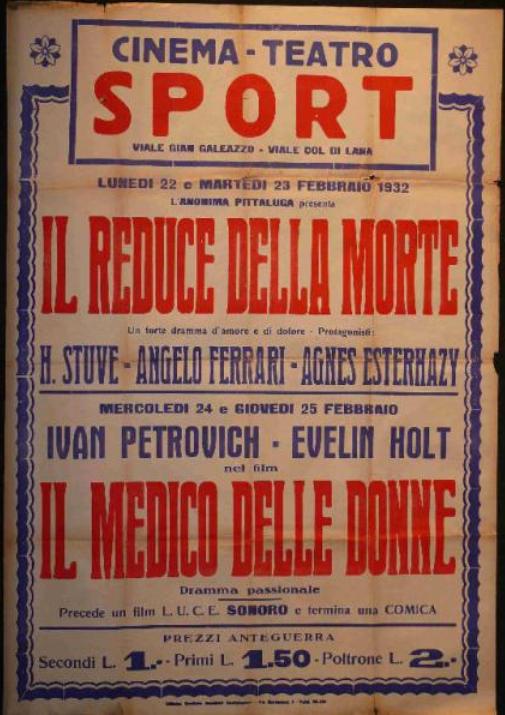 CINEMA - TEATRO
SPORT
VIALE GIAN GALEAZZO - VIALE COL DI LANA
LUNEDI 22 e MARTEDI 23 FEBBRAIO 1932
L'ANONIMA PITTALUGA presenta
IL REDUCE DELLA MORTE
Un forte dramma d'amore e di dolore - Protagonisti:
H. STUVE - ANGELO FERRARI - AGNES ESTERHAZY
MERCOLEDI 24 e GIOVEDI 25 FEBBRAIO
IVAN PETROVICH - EVELIN HOLT
nel film
IL MEDICO DELLE DONNE
Dramma passionale
Precede un film L. U. C. E. SONORO e termina una COMICA
PREZZI ANTEGUERRA
Secondi L. 1.- - Primi L. 1.50 - Poltrone L. 2.-